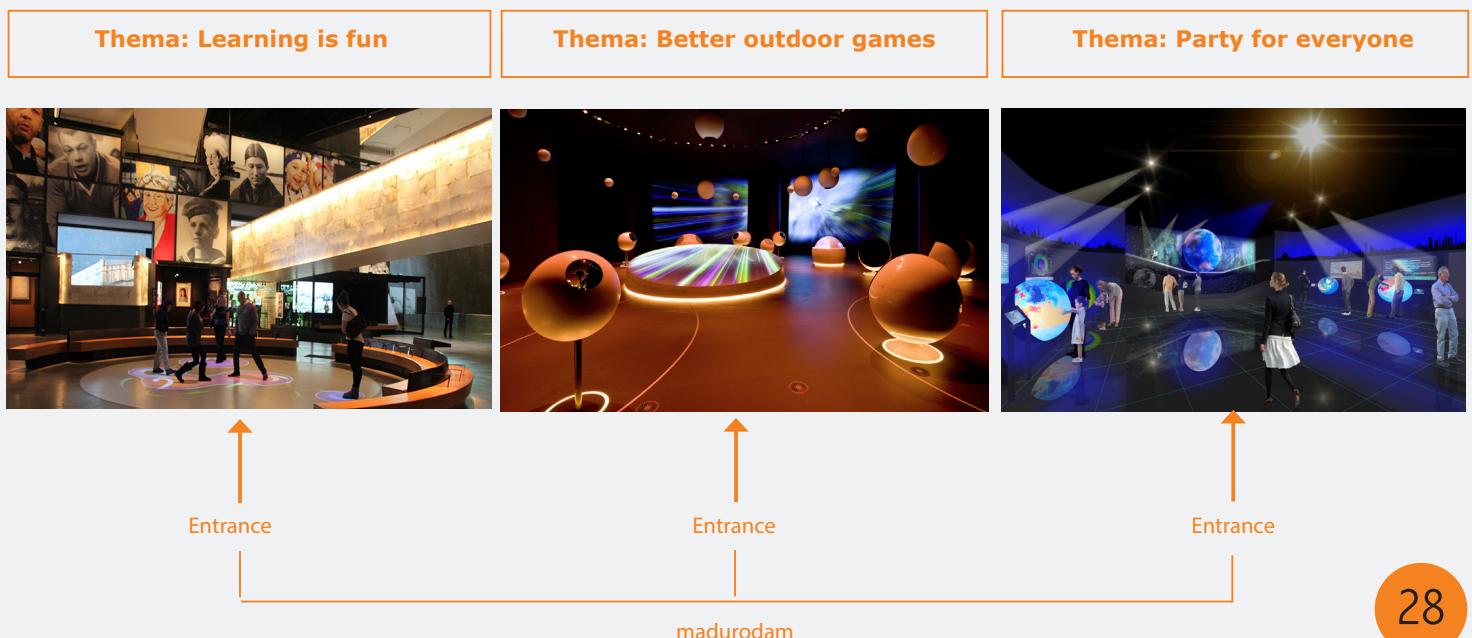 Thema: Learning is fun
Thema: Better outdoor games
Thema: Party for everyone
Entrance
Entrance
Entrance
madurodam
28